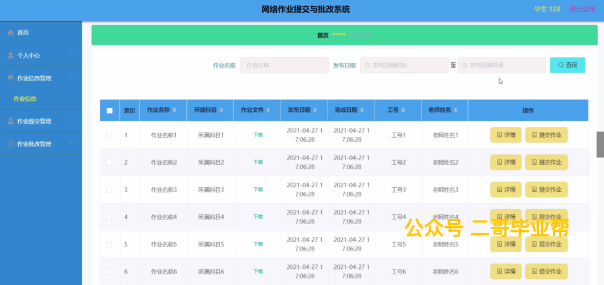 网络作业提交与批改系统
学生 123
退出登录
首页
个人中心
作业信息管理
作业信息
作业提交管理
作业批改管理
首页 *****
作业名称 作业名称 发布日期 发布日期起始 至 发布日期结束 查询
索引 作业名称 所属科目 作业文件 发布日期 完成日期 工号 老师姓名 操作
1 作业名称1 所属科目1 下载 2021-04-27 17:06:28 2021-04-27 17:06:28 工号1 老师姓名1 详情 提交作业
2 作业名称2 所属科目2 下载 2021-04-27 17:06:28 2021-04-27 17:06:28 工号2 老师姓名2 详情 提交作业
3 作业名称3 所属科目3 下载 2021-04-27 17:06:28 2021-04-27 17:06:28 工号3 老师姓名3 详情 提交作业
4 作业名称4 所属科目4 下载 2021-04-27 17:06:28 2021-04-27 17:06:28 工号4 老师姓名4 详情 提交作业
5 作业名称5 所属科目5 下载 2021-04-27 17:06:28 2021-04-27 17:06:28 工号5 老师姓名5 详情 提交作业
6 作业名称6 所属科目6 下载 2021-04-27 17:06:28 2021-04-27 17:06:28 工号6 老师姓名6 详情 提交作业
公众号 二哥毕业帮